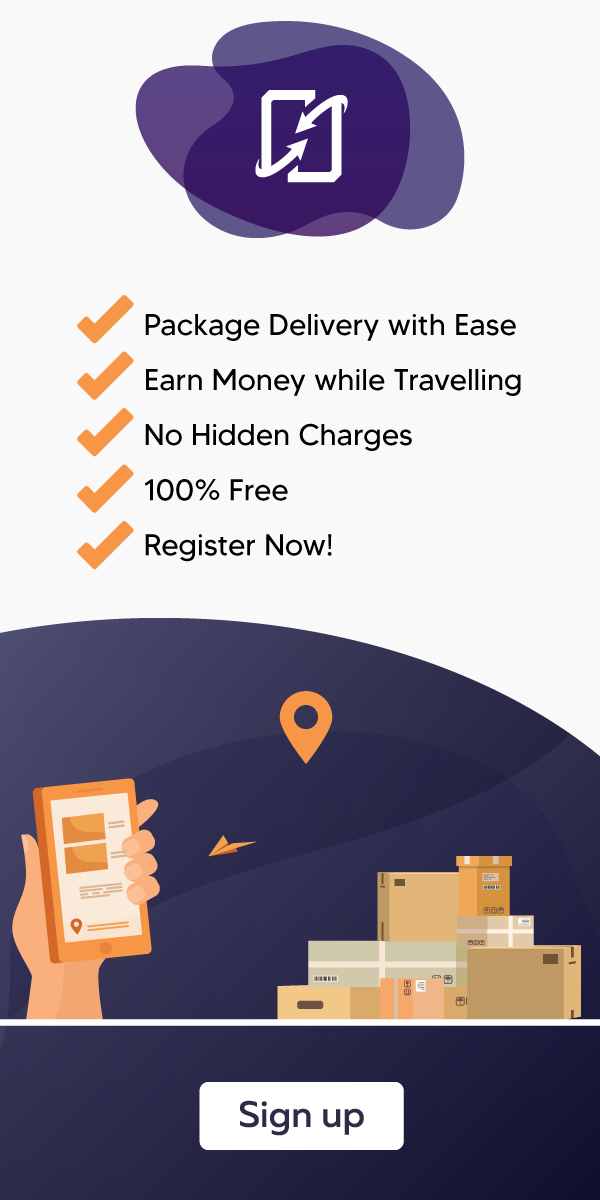 Package Delivery with Ease
Earn Money while Travelling
No Hidden Charges
100% Free
Register Now!
Sign up